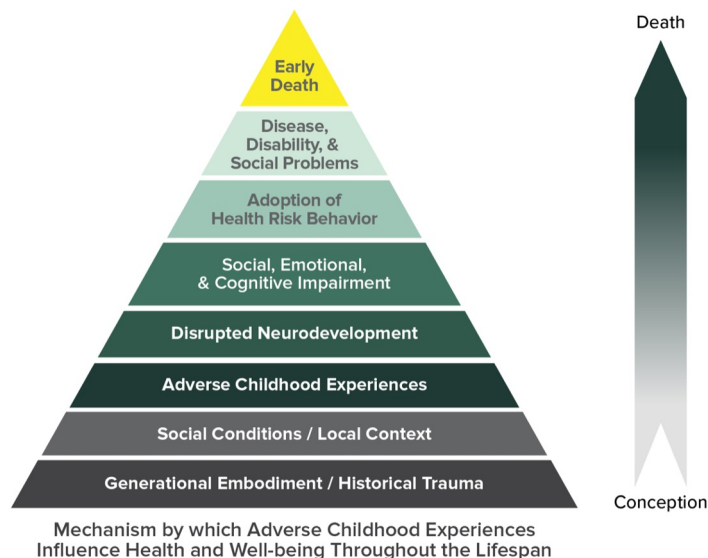 Death
Early
Death
Disease,
Disability, &
Social Problems
Adoption of
Health Risk Behavior
Social, Emotional,
& Cognitive Impairment
Disrupted Neurodevelopment
Adverse Childhood Experiences
Social Conditions / Local Context
Generational Embodiment / Historical Trauma
Conception
Mechanism by which Adverse Childhood Experiences
Influence Health and Well-being Throughout the Lifespan